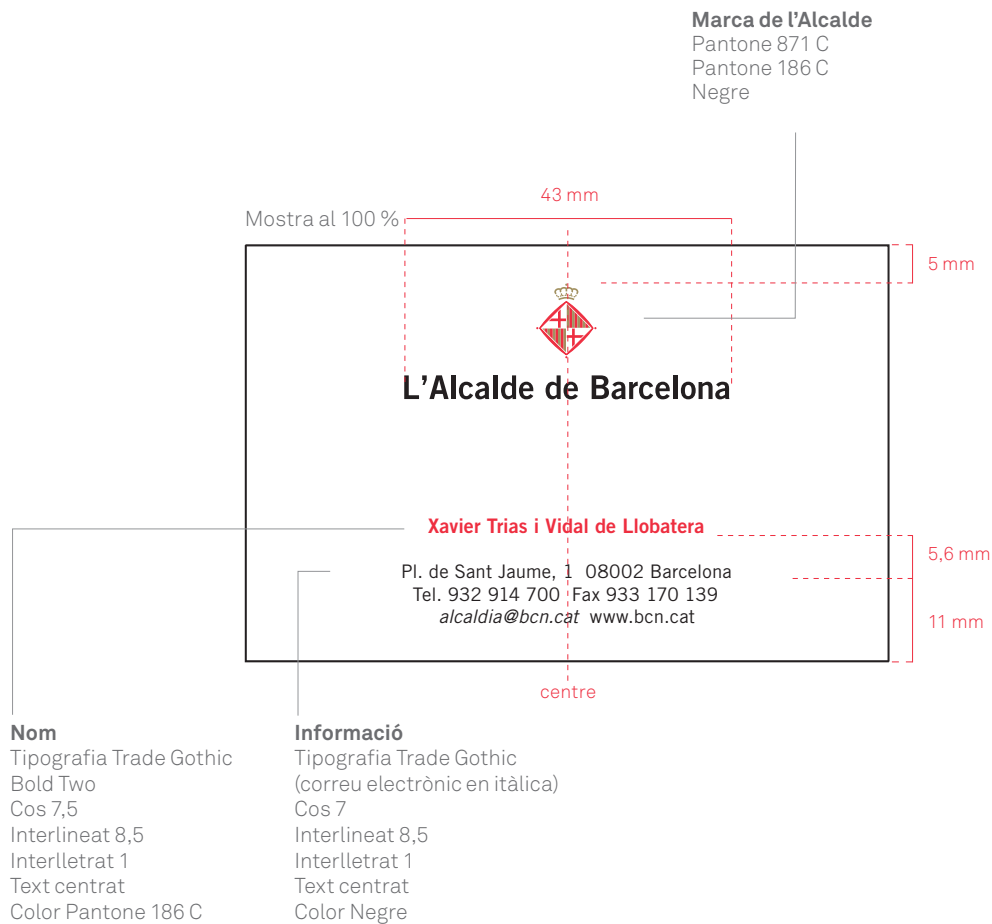 Marca de l’Alcalde
Pantone 871 C
Pantone 186 C
Negre
43 mm
Mostra al 100 %
5 mm
L’Alcalde de Barcelona
Xavier Trias i Vidal de Llobatera
5,6 mm
Pl. de Sant Jaume, 1 08002 Barcelona
Tel. 932 914 700 Fax 933 170 139
alcaldia@bcn.cat www.bcn.cat
11 mm
centre
Nom
Tipografia Trade Gothic
Bold Two
Cos 7,5
Interlineat 8,5
Interlletrat 1
Text centrat
Color Pantone 186 C
Informació
Tipografia Trade Gothic
(correu electrònic en itàlica)
Cos 7
Interlineat 8,5
Interlletrat 1
Text centrat
Color Negre